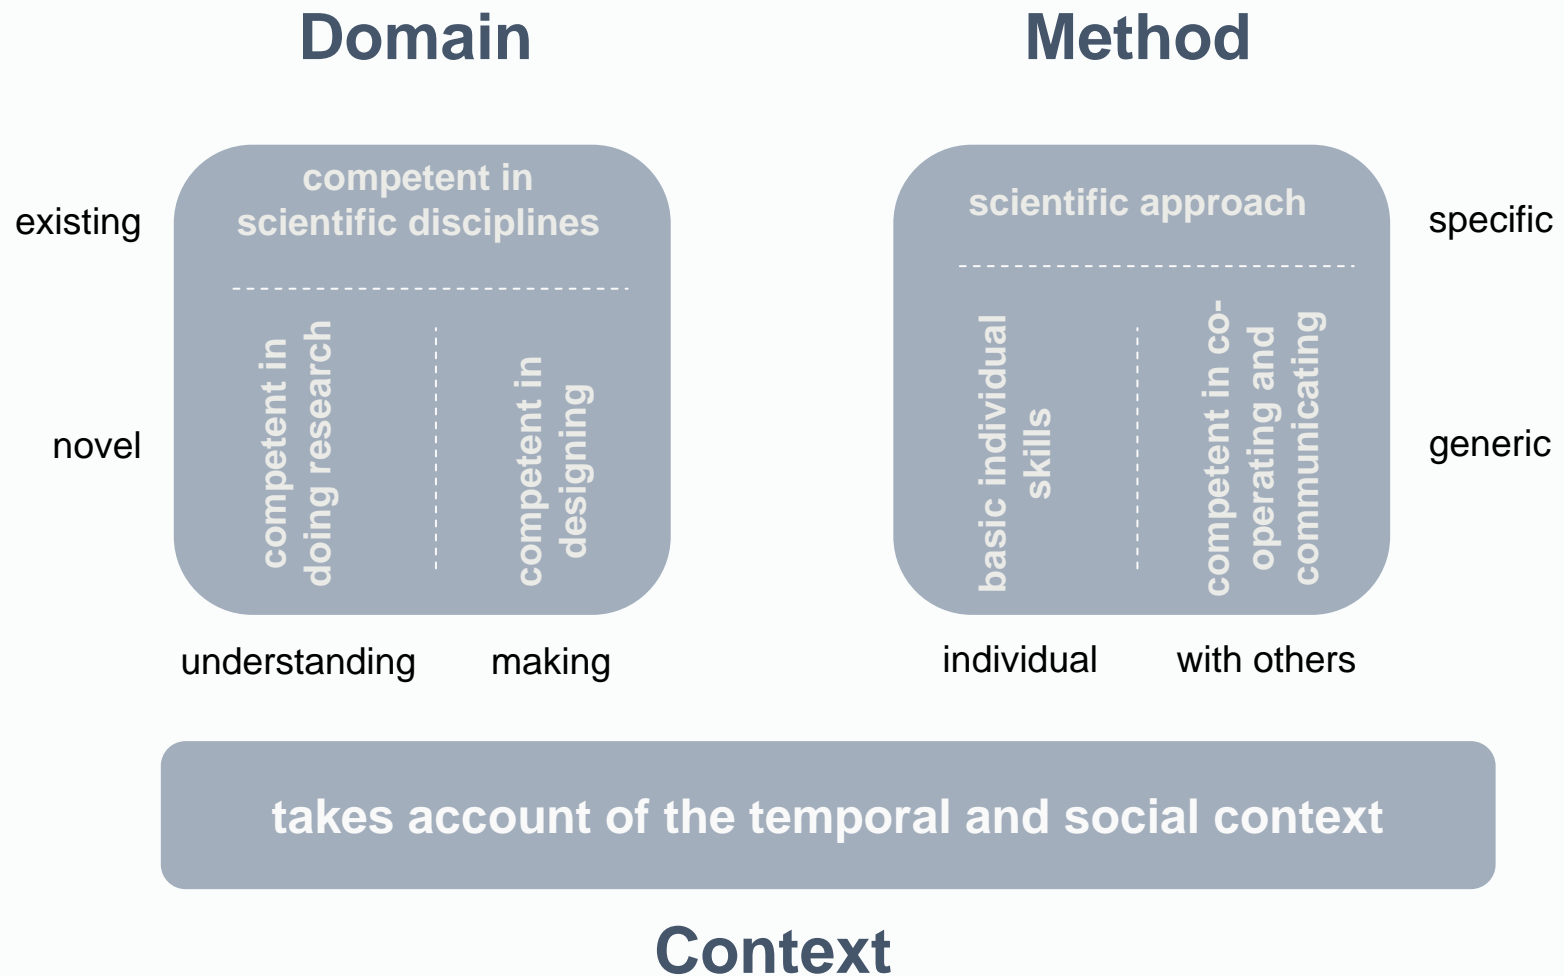 Domain
Method
existing
competent in
scientific disciplines
scientific approach
specific
novel
competent in
doing research
competent in
designing
basic individual
skills
competent in co-
operating and
communicating
generic
understanding
making
individual
with others
takes account of the temporal and social context
Context